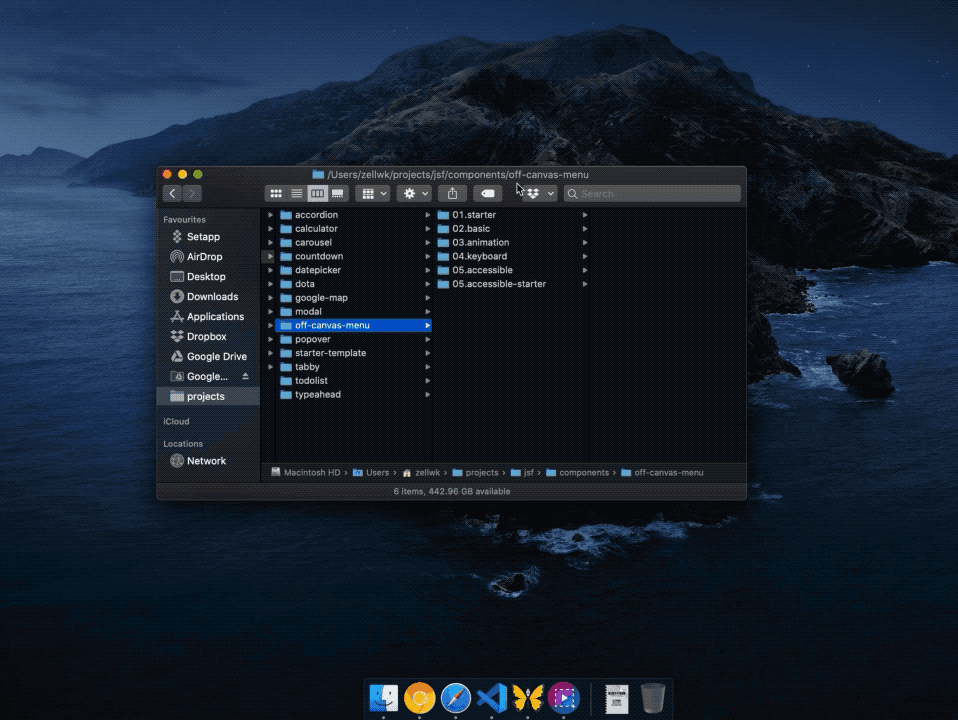 /Users/zellwk/projects/jsf/components/off-canvas-menu
Search
Favourites
Setapp
AirDrop
Desktop
Downloads
Applications
Dropbox
Google Drive
Google...
projects
iCloud
Locations
Network
accordion
calculator
carousel
countdown
datepicker
dota
google-map
modal
off-canvas-menu
popover
starter-template
tabby
todolist
typeahead
01.starter
02.basic
03.animation
04.keyboard
05.accessible
05.accessible-starter
Macintosh HD › Users › zellwk › projects › jsf › components › off-canvas-menu
6 items, 442.96 GB available